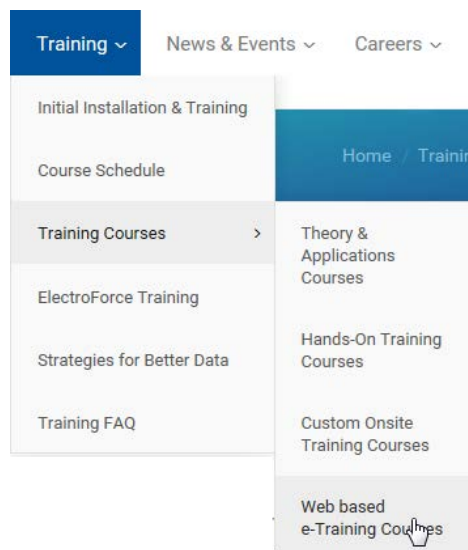 Training
News & Events
Careers
Initial Installation & Training
Home / Trainin
Course Schedule
Training Courses
Theory &
Applications
Courses
ElectroForce Training
Hands-On Training
Courses
Strategies for Better Data
Training FAQ
Custom Onsite
Training Courses
Web based
e-Training Courses